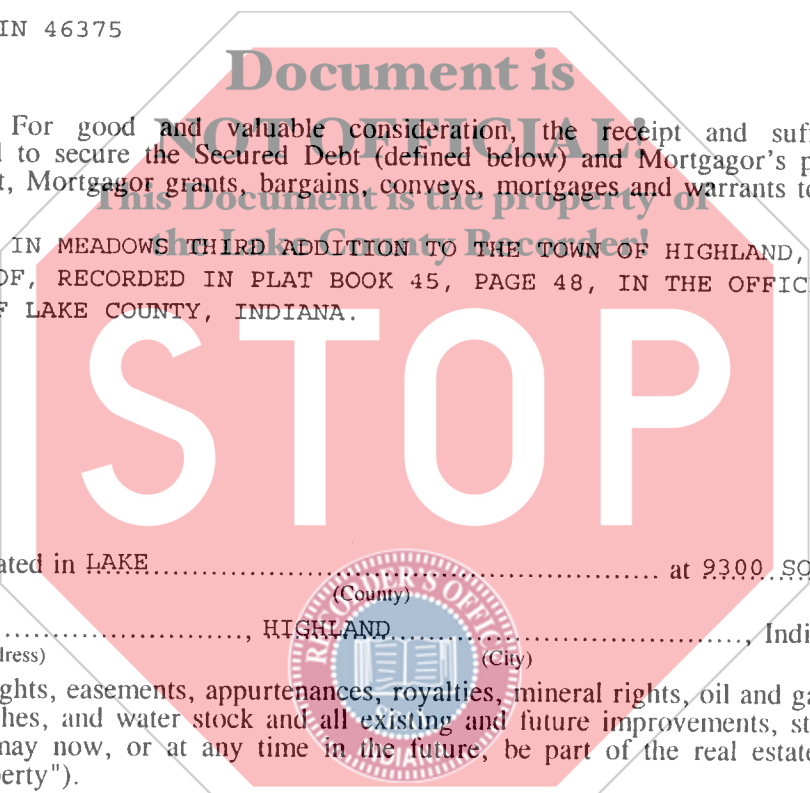 IN 46375
Document is
NOT OFFICIAL!
For good and valuable consideration, the receipt and suf
to secure the Secured Debt (defined below) and Mortgagor's p
t, Mortgagor grants, bargains, conveys, mortgages and warrants to
This Document is the property of
the Lake County Recorder!
IN MEADOWS THIRD ADDITION TO THE TOWN OF HIGHLAND,
OF, RECORDED IN PLAT BOOK 45, PAGE 48, IN THE OFFIC
F LAKE COUNTY, INDIANA.
STOP
ated in LAKE at 9300 SO
(County)
, HIGHLAND, Indi
dress) (City)
RECORDER'S OFFIC
ghts, easements, appurtenances, royalties, mineral rights, oil and ga
hes, and water stock and all existing and future improvements, st
may now, or at any time in the future, be part of the real estate
perty").